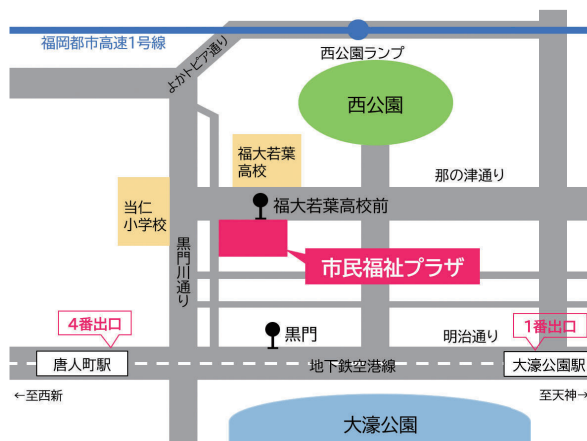 福岡都市高速1号線
よかトピア通り
西公園ランプ
西公園
福大若葉
高校
那の津通り
当仁
小学校
福大若葉高校前
黒門川通り
市民福祉プラザ
4番出口
黒門
明治通り
1番出口
唐人町駅
地下鉄空港線
大濠公園駅
←至西新
至天神→
大濠公園